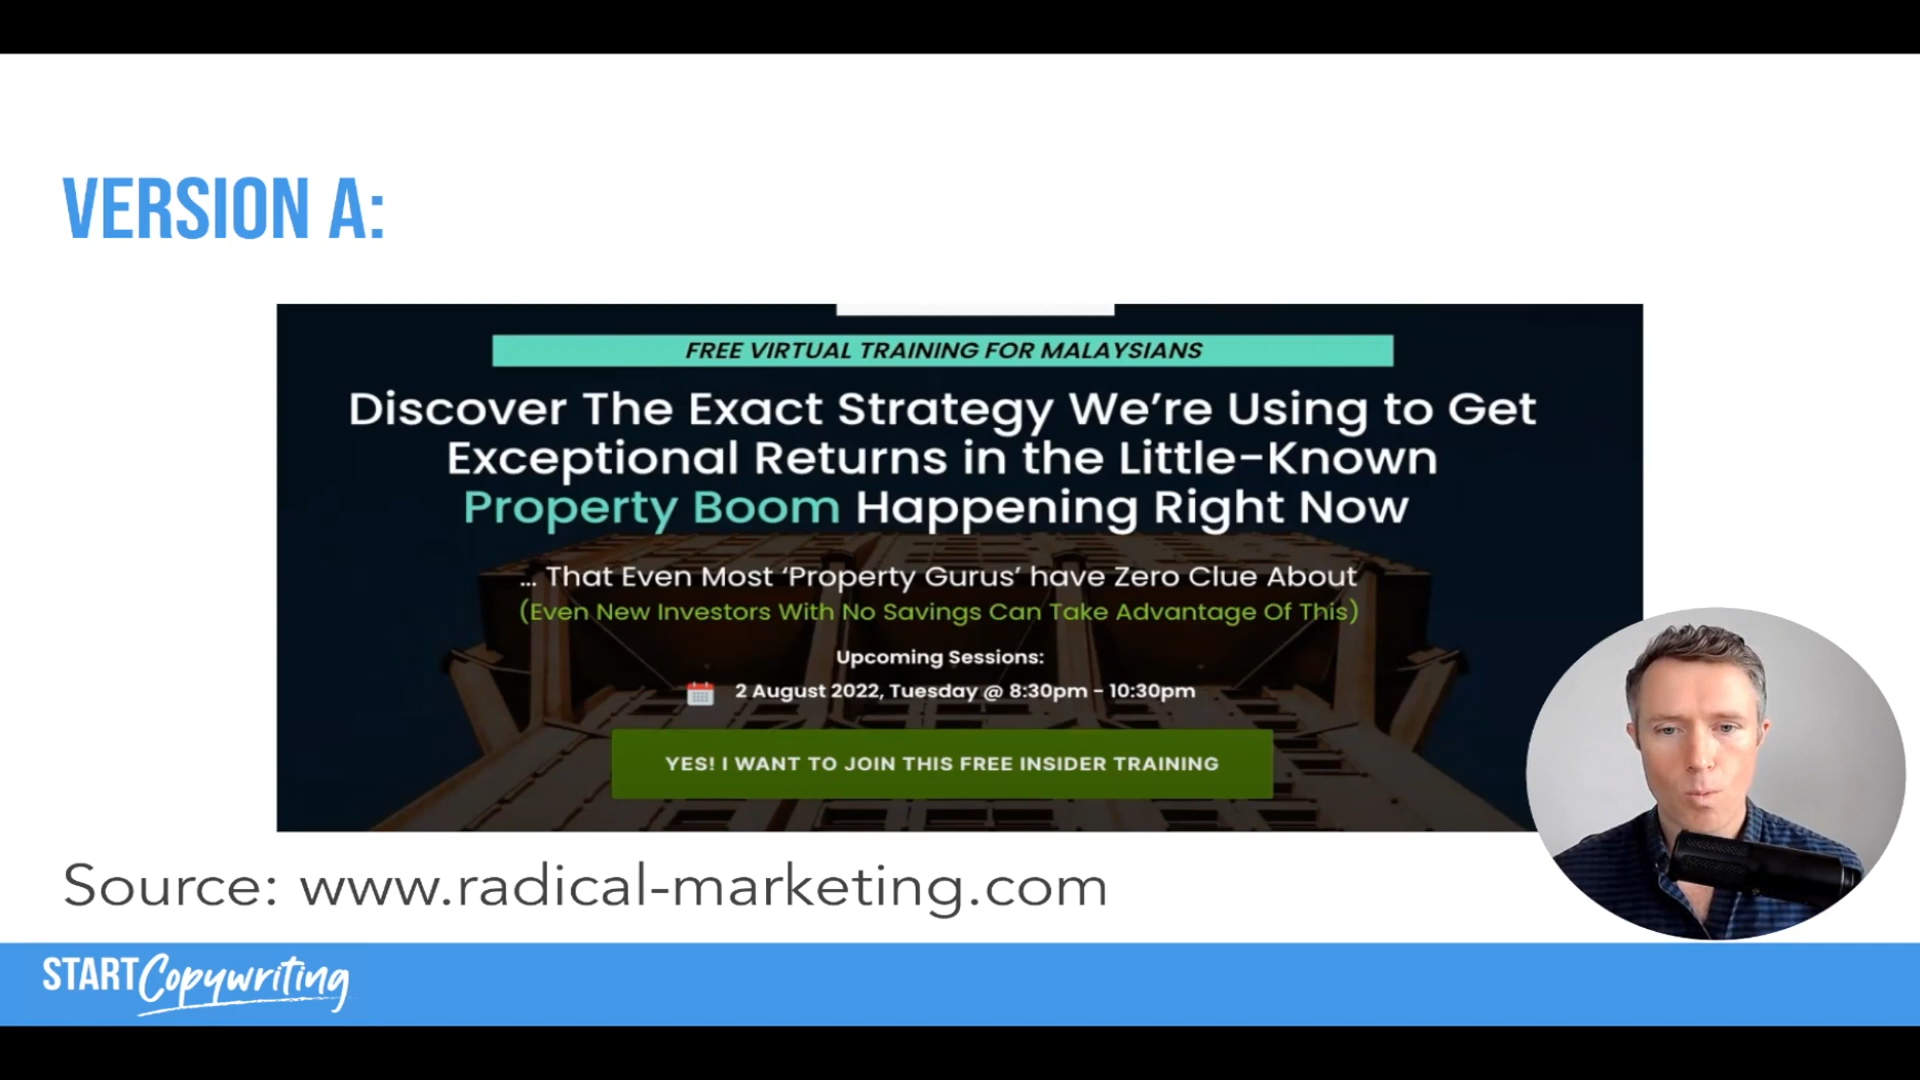 VERSION A:
FREE VIRTUAL TRAINING FOR MALAYSIANS
Discover The Exact Strategy We’re Using to Get
Exceptional Returns in the Little-Known
Property Boom Happening Right Now
... That Even Most ‘Property Gurus’ have Zero Clue About
(Even New Investors With No Savings Can Take Advantage Of This)
Upcoming Sessions:
2 August 2022, Tuesday @ 8:30pm - 10:30pm
YES! I WANT TO JOIN THIS FREE INSIDER TRAINING
Source: www.radical-marketing.com
START Copywriting